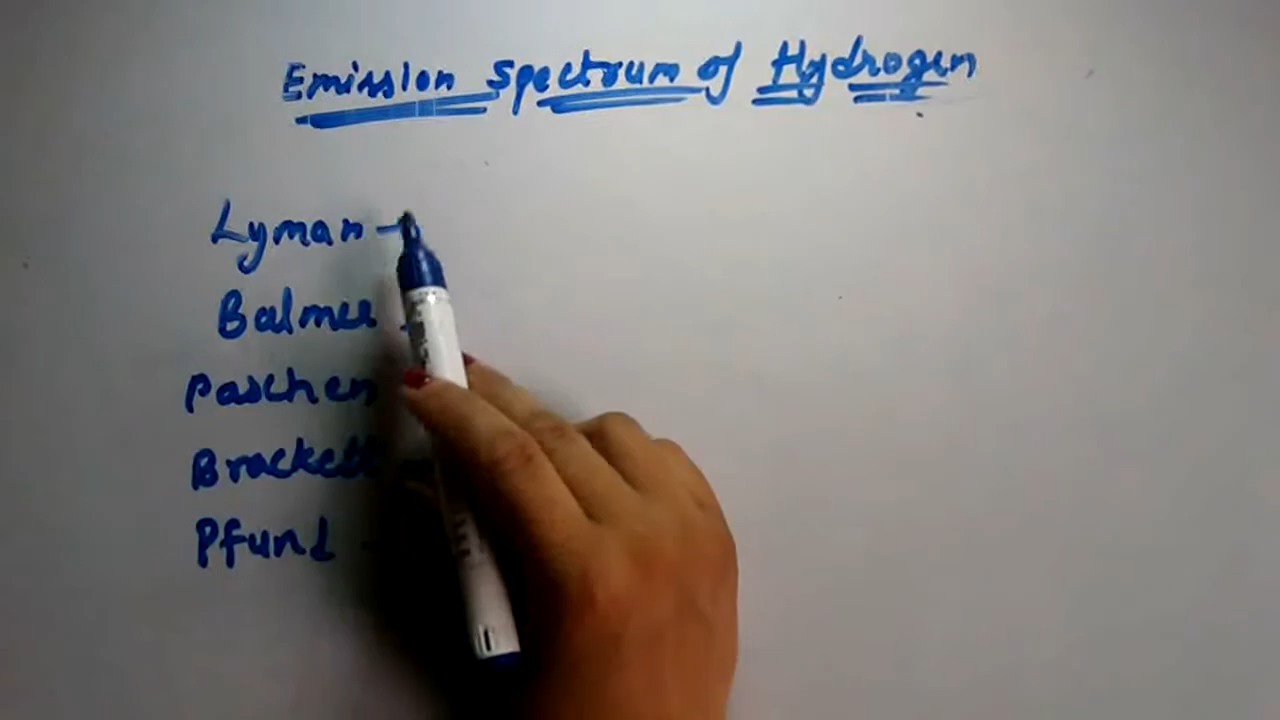 Emission Spectrum of Hydrogen
Lyman -
Balmer -
Paschen
Brackett -
Pfund -